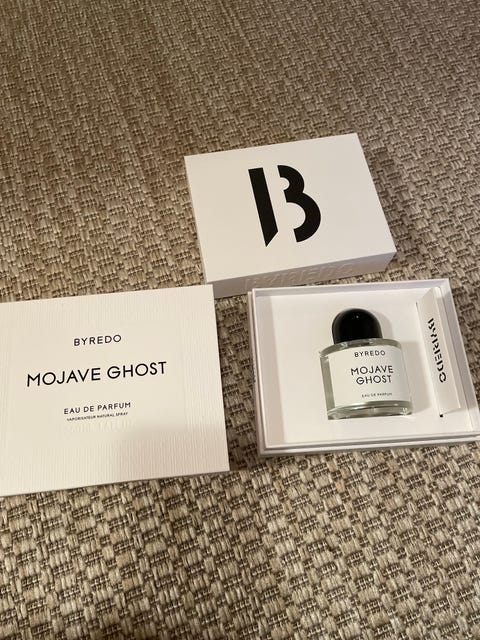 B
BYREDO
MOJAVE GHOST
EAU DE PARFUM
VAPORISATEUR NATURAL SPRAY
BYREDO
MOJAVE
GHOST
EAU DE PARFUM
BYREDO